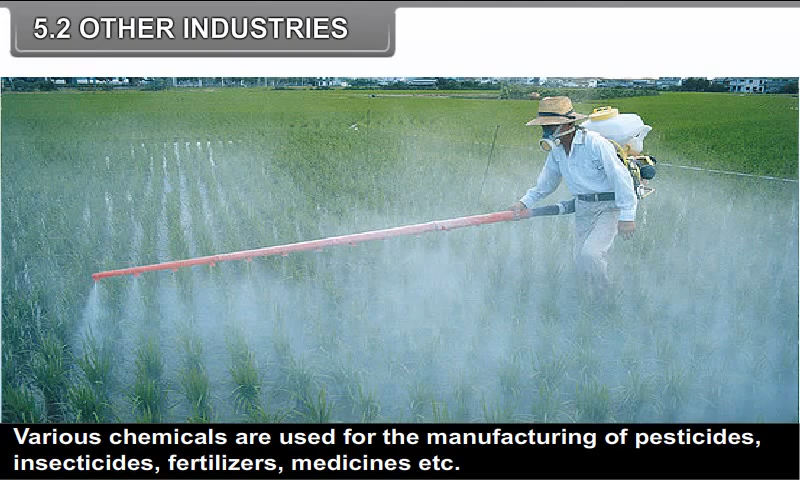 5.2 OTHER INDUSTRIES
Various chemicals are used for the manufacturing of pesticides,
insecticides, fertilizers, medicines etc.